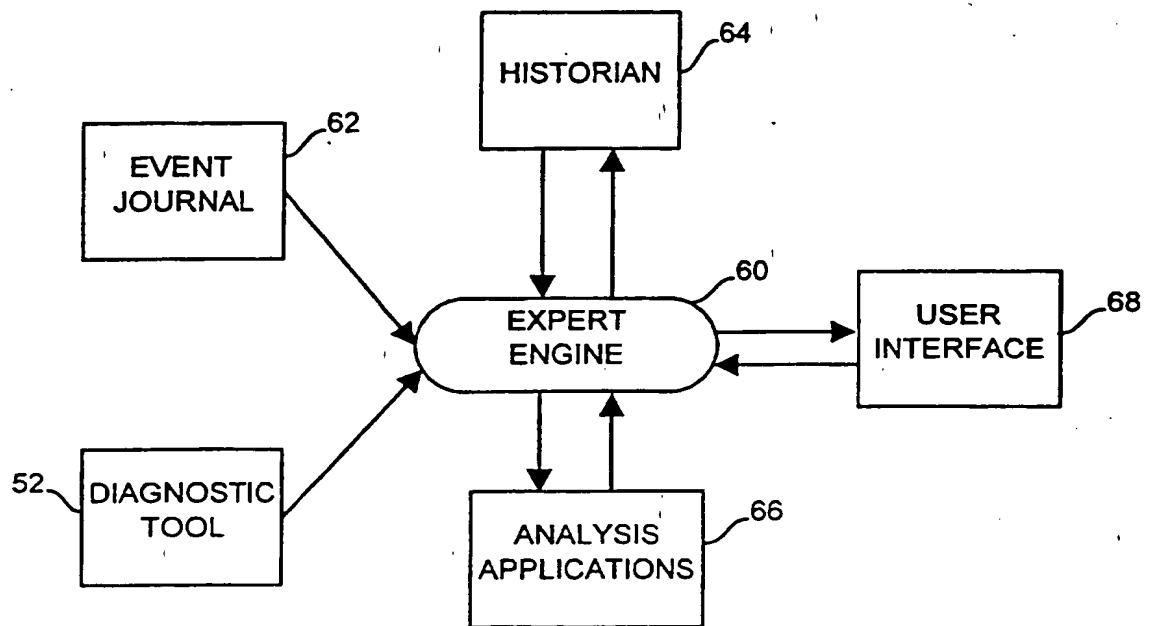 64
HISTORIAN
62
EVENT
JOURNAL
60
EXPERT
ENGINE
USER
INTERFACE
68
52
DIAGNOSTIC
TOOL
66
ANALYSIS
APPLICATIONS